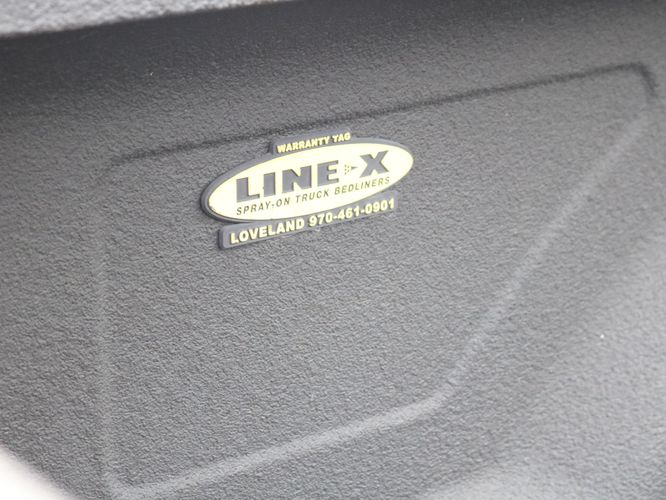 WARRANTY TAG
LINE-X
SPRAY-ON TRUCK BEDLINERS
LOVELAND 970-461-0901